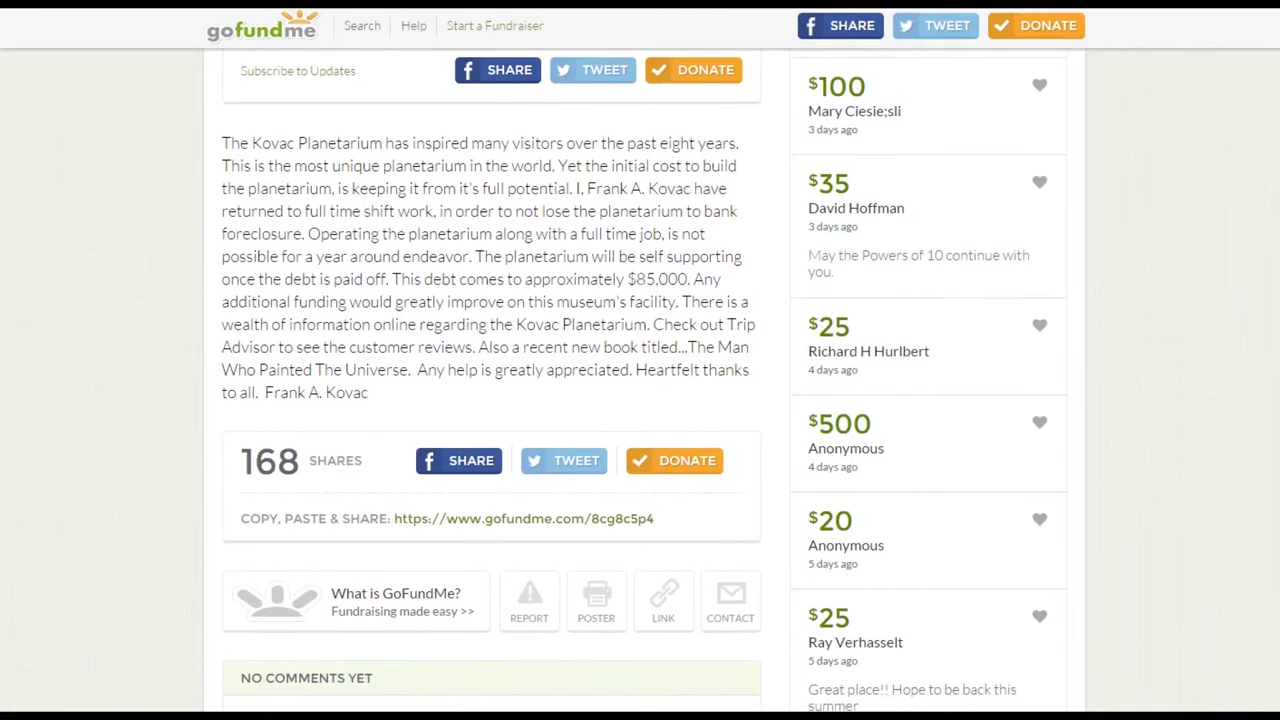 gofundme
Search
Help
Start a Fundraiser
SHARE
TWEET
DONATE
Subscribe to Updates
SHARE
TWEET
DONATE
The Kovac Planetarium has inspired many visitors over the past eight years.
This is the most unique planetarium in the world. Yet the initial cost to build
the planetarium, is keeping it from it's full potential. I, Frank A. Kovac have
returned to full time shift work, in order to not lose the planetarium to bank
foreclosure. Operating the planetarium along with a full time job, is not
possible for a year around endeavor. The planetarium will be self supporting
once the debt is paid off. This debt comes to approximately $85,000. Any
additional funding would greatly improve on this museum's facility. There is a
wealth of information online regarding the Kovac Planetarium. Check out Trip
Advisor to see the customer reviews. Also a recent new book titled...The Man
Who Painted The Universe. Any help is greatly appreciated. Heartfelt thanks
to all. Frank A. Kovac
168 SHARES
SHARE
TWEET
DONATE
COPY, PASTE & SHARE: https://www.gofundme.com/8cg8c5p4
What is GoFundMe?
Fundraising made easy >>
REPORT
POSTER
LINK
CONTACT
NO COMMENTS YET
$100
Mary Ciesie;sli
3 days ago
$35
David Hoffman
3 days ago
May the Powers of 10 continue with
you.
$25
Richard H Hurlbert
4 days ago
$500
Anonymous
4 days ago
$20
Anonymous
5 days ago
$25
Ray Verhasselt
5 days ago
Great place!! Hope to be back this
summer